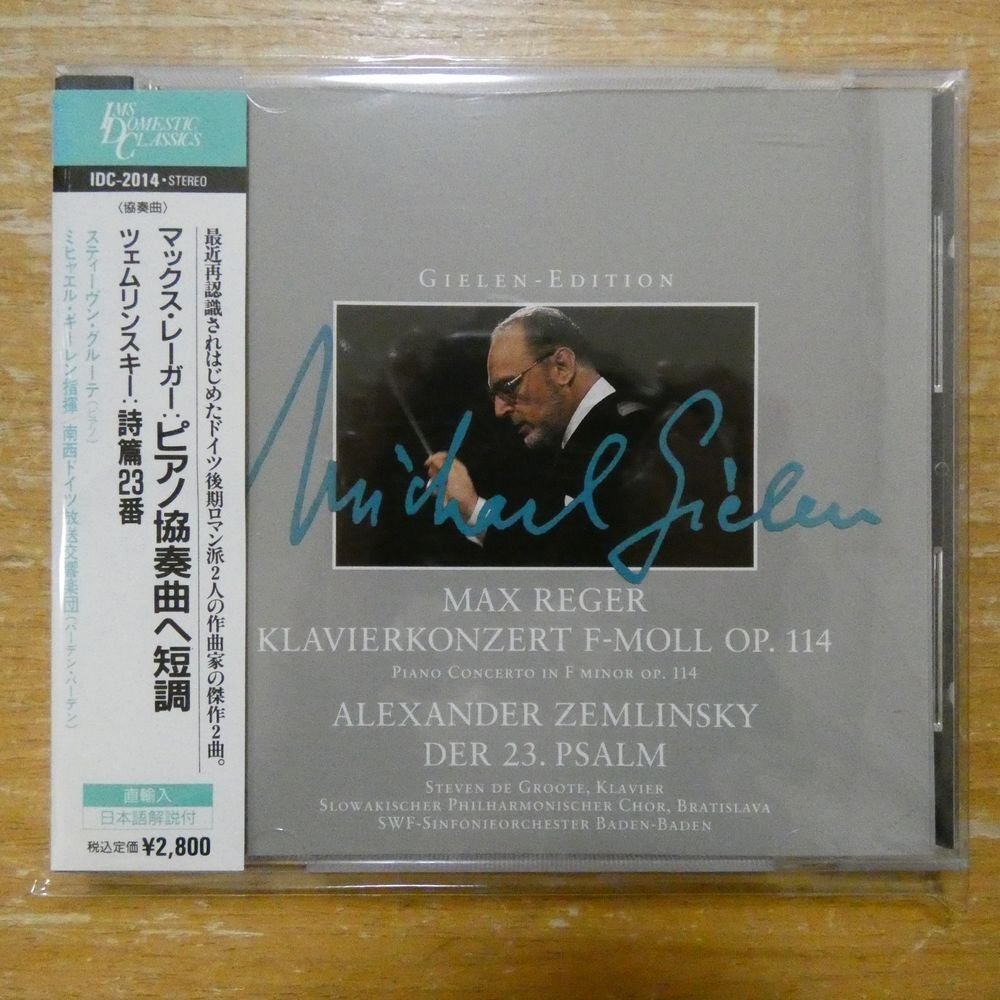 IMS
DOMESTIC
CLASSICS
IDC-2014・STEREO
〈協奏曲〉
最近再認識されはじめたドイツ後期ロマン派2人の作曲家の傑作2曲。
マックス・レーガー:ピアノ協奏曲ヘ短調
ツェムリンスキー:詩篇23番
スティーヴン・グルーテ(ピアノ)
ミヒャエル・ギーレン指揮/南西ドイツ放送交響楽団(バーデン・バーデン)
直輸入
日本語解説付
税込定価¥2,800
GIELEN-EDITION
Michael Gielen
MAX REGER
KLAVIERKONZERT F-MOLL OP. 114
PIANO CONCERTO IN F MINOR OP. 114
ALEXANDER ZEMLINSKY
DER 23. PSALM
STEVEN DE GROOTE, KLAVIER
SLOWAKISCHER PHILHARMONISCHER CHOR, BRATISLAVA
SWF-SINFONIEORCHESTER BADEN-BADEN